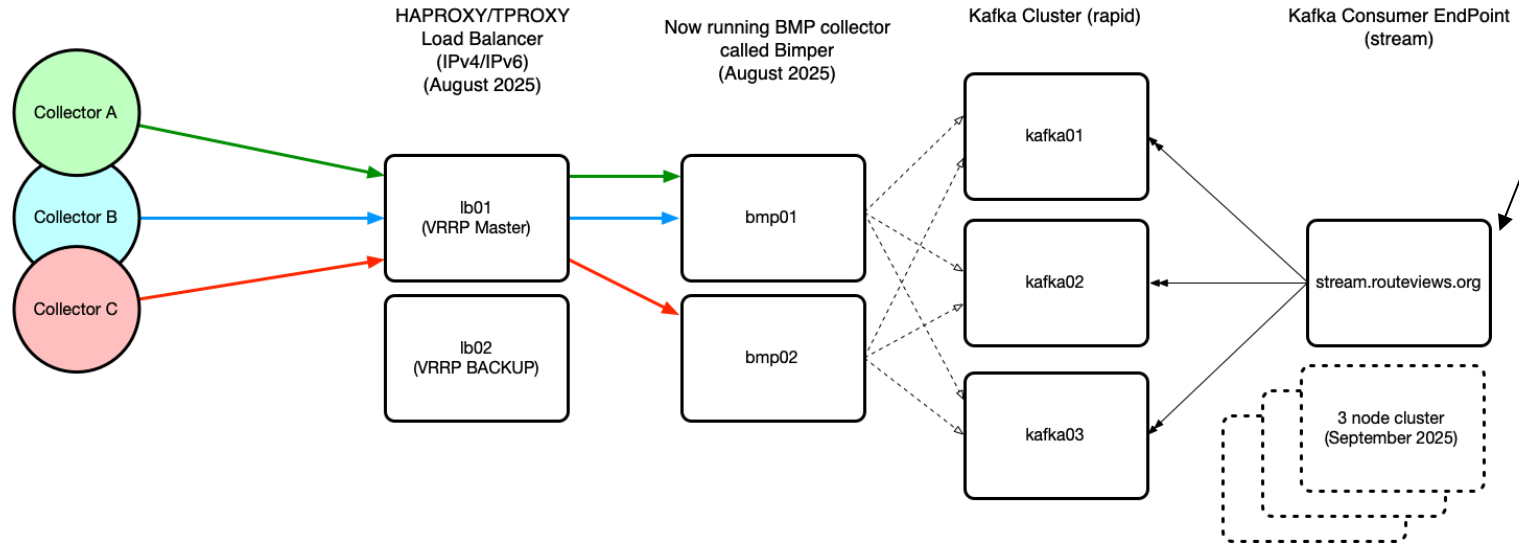 HAPROXY/TPROXY
Load Balancer
(IPv4/IPv6)
(August 2025)
Now running BMP collector
called Bimper
(August 2025)
Kafka Cluster (rapid)
Kafka Consumer EndPoint
(stream)
Collector A
Collector B
Collector C
lb01
(VRRP Master)
lb02
(VRRP BACKUP)
bmp01
bmp02
kafka01
kafka02
kafka03
stream.routeviews.org
3 node cluster
(September 2025)